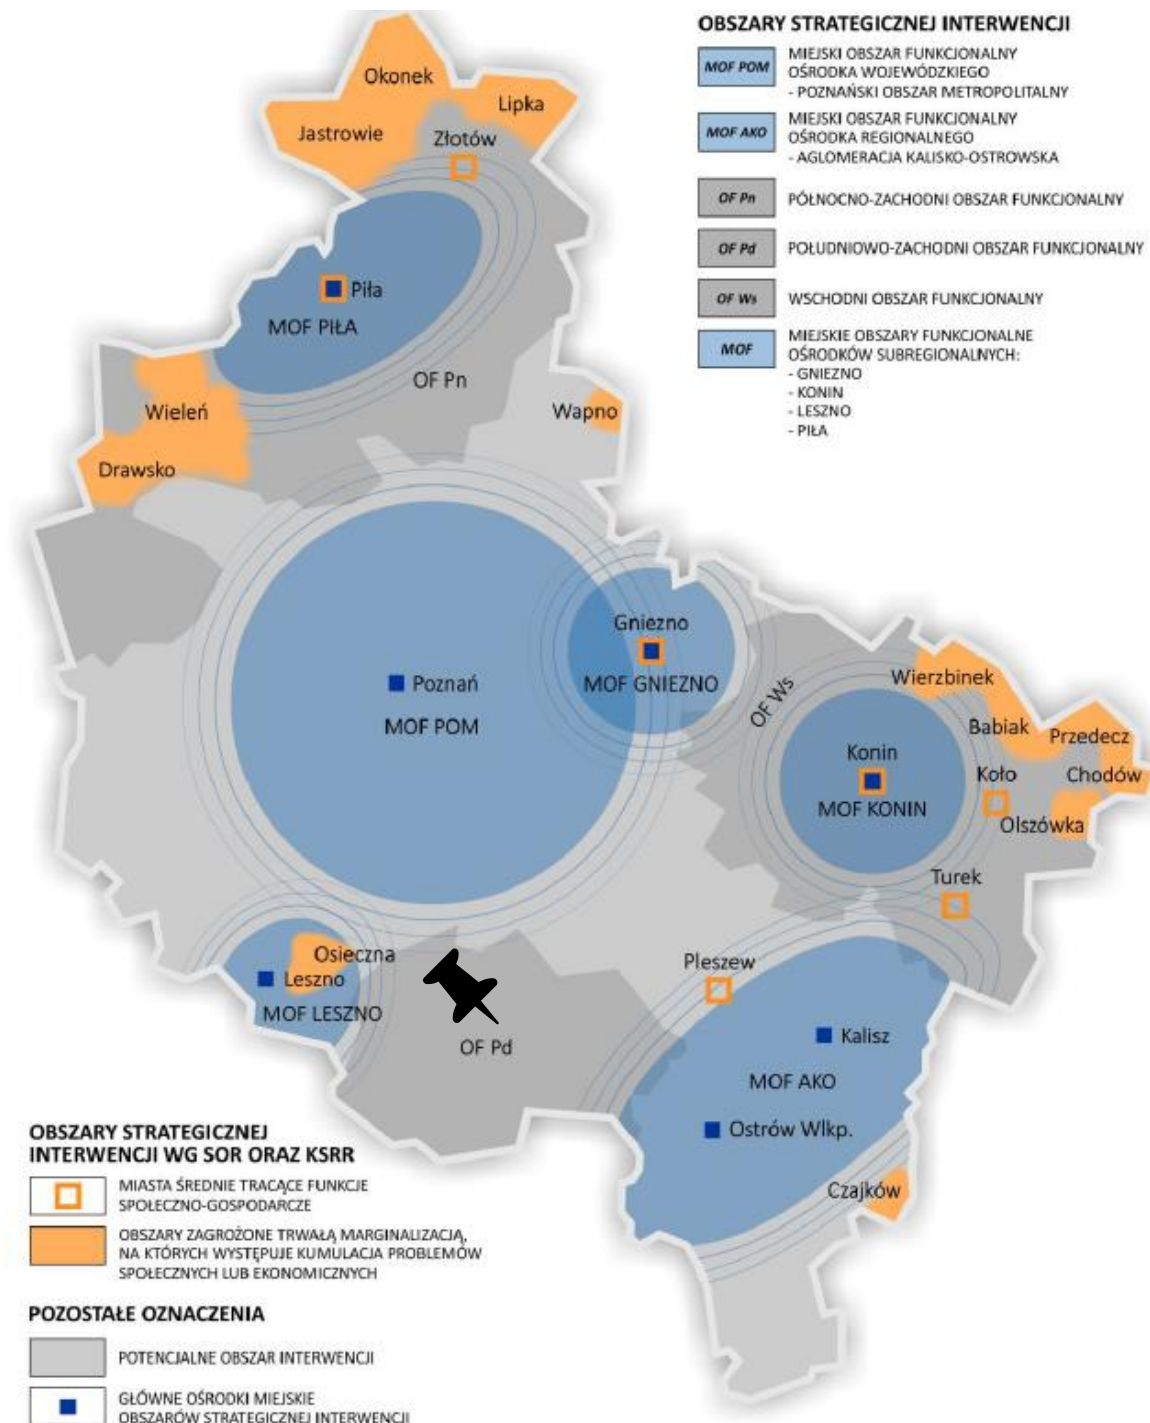 OBSZARY STRATEGICZNEJ INTERWENCJI
MOF POM
MIEJSKI OBSZAR FUNKCJONALNY
OŚRODKA WOJEWÓDZKIEGO
- POZNAŃSKI OBSZAR METROPOLITALNY
MOF AKO
MIEJSKI OBSZAR FUNKCJONALNY
OŚRODKA REGIONALNEGO
- AGLOMERACJA KALISKO-OSTROWSKA
OF Pn
PÓŁNOCNO-ZACHODNI OBSZAR FUNKCJONALNY
OF Pd
POŁUDNIOWO-ZACHODNI OBSZAR FUNKCJONALNY
OF Ws
WSCHODNI OBSZAR FUNKCJONALNY
MOF
MIEJSKIE OBSZARY FUNKCJONALNE
OŚRODKÓW SUBREGIONALNYCH:
- GNIEZNO
- KONIN
- LESZNO
- PIŁA
Okonek
Lipka
Jastrowie
Złotów
Piła
MOF PIŁA
OF Pn
Wieleń
Wapno
Drawsko
Gniezno
MOF GNIEZNO
Poznań
MOF POM
OF Ws
Wierzbinek
Babiak
Przedecz
Konin
Koło
Chodów
MOF KONIN
Olszówka
Turek
Osieczna
Leszno
MOF LESZNO
Pleszew
OF Pd
Kalisz
MOF AKO
Ostrów Wlkp.
Czajków
OBSZARY STRATEGICZNEJ
INTERWENCJI WG SOR ORAZ KSRR
MIASTA ŚREDNIE TRACĄCE FUNKCJE
SPOŁECZNO-GOSPODARCZE
OBSZARY ZAGROŻONE TRWAŁĄ MARGINALIZACJĄ,
NA KTÓRYCH WYSTĘPUJE KUMULACJA PROBLEMÓW
SPOŁECZNYCH LUB EKONOMICZNYCH
POZOSTAŁE OZNACZENIA
POTENCJALNE OBSZAR INTERWENCJI
GŁÓWNE OŚRODKI MIEJSKIE
OBSZARÓW STRATEGICZNEJ INTERWENCJI